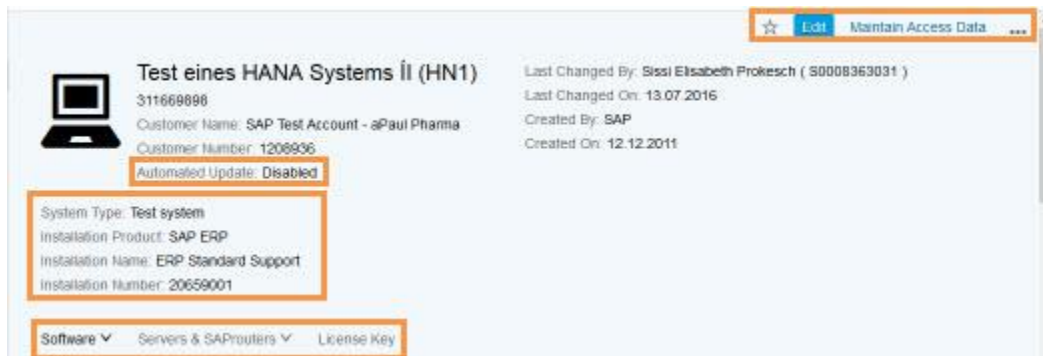 Edit Maintain Access Data ...
Test eines HANA Systems Íl (HN1)
311669898
Customer Name: SAP Test Account - aPaul Pharma
Customer Number: 1208936
Automated Update: Disabled
Last Changed By: Sissi Elisabeth Prokesch ( S0008363031 )
Last Changed On: 13.07.2016
Created By: SAP
Created On: 12.12.2011
System Type: Test system
Installation Product: SAP ERP
Installation Name: ERP Standard Support
Installation Number: 20659001
Software Servers & SAProuters License Key